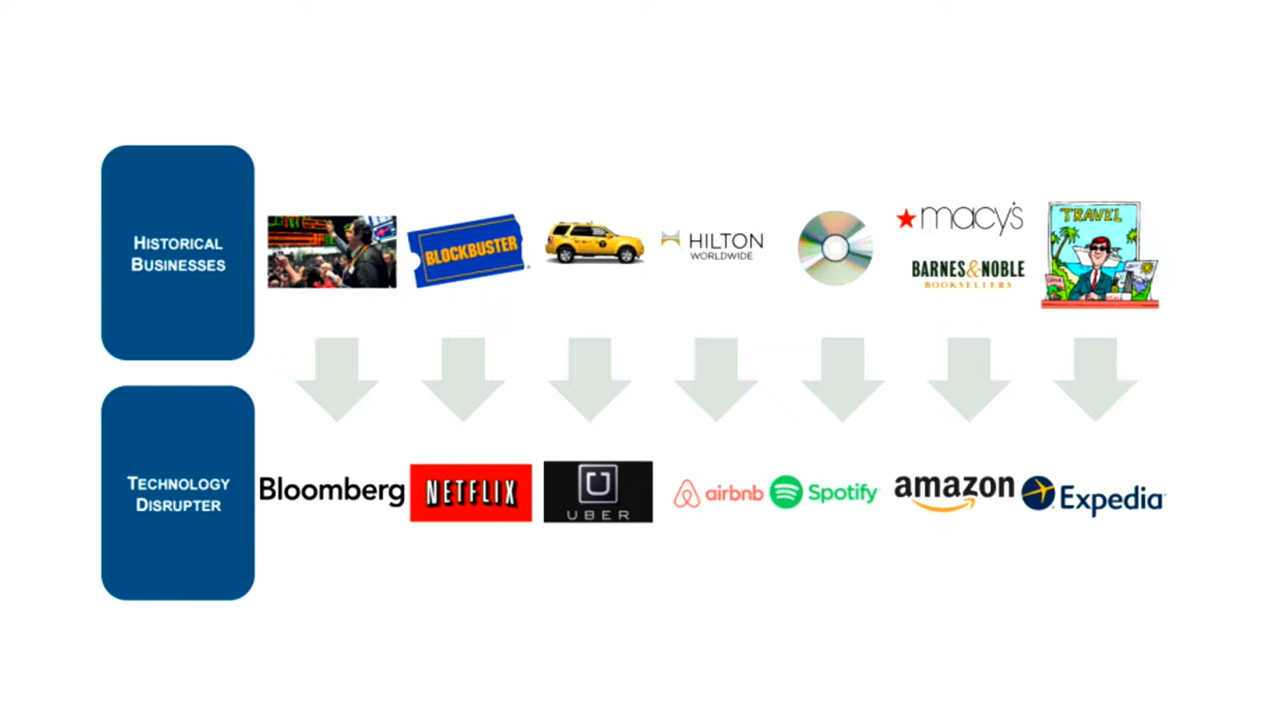 HISTORICAL
BUSINESSES
BLOCKBUSTER
HILTON
WORLDWIDE
macy's
BARNES&NOBLE
BOOKSELLERS
TRAVEL
TECHNOLOGY
DISRUPTER
Bloomberg
NETFLIX
UBER
airbnb
Spotify
amazon
Expedia